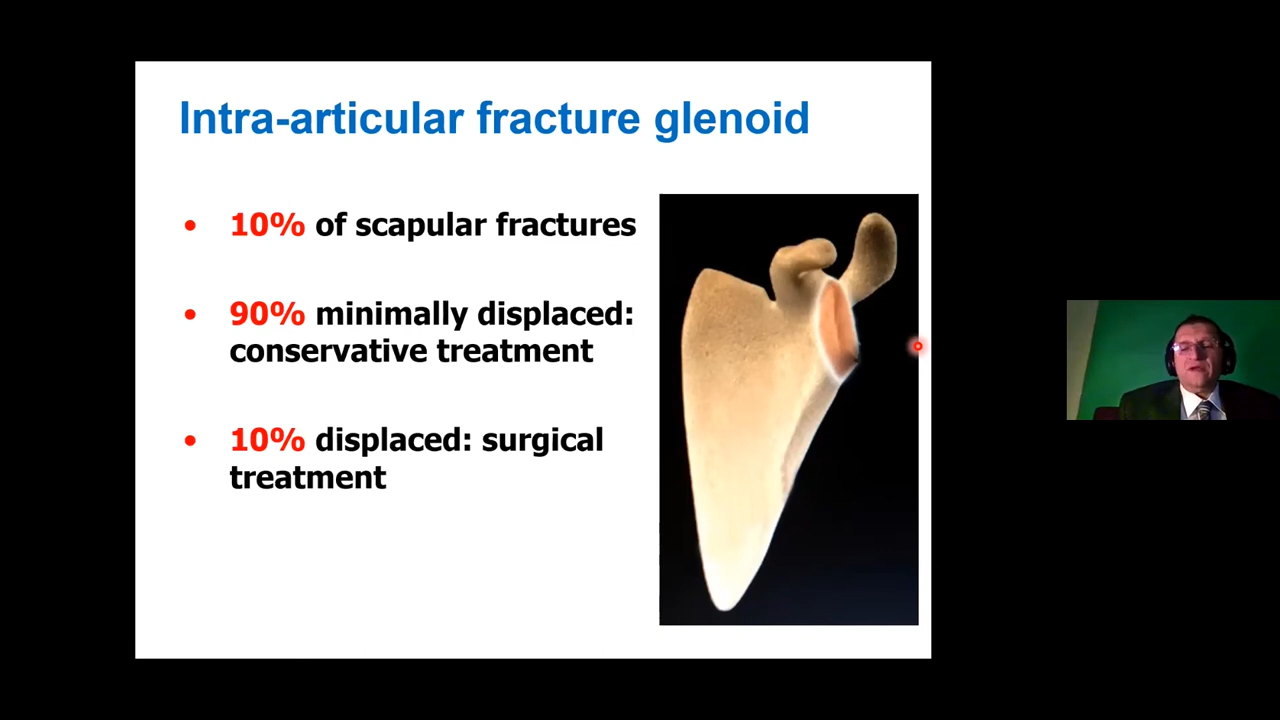 Intra-articular fracture glenoid
• 10% of scapular fractures
• 90% minimally displaced:
conservative treatment
• 10% displaced: surgical
treatment